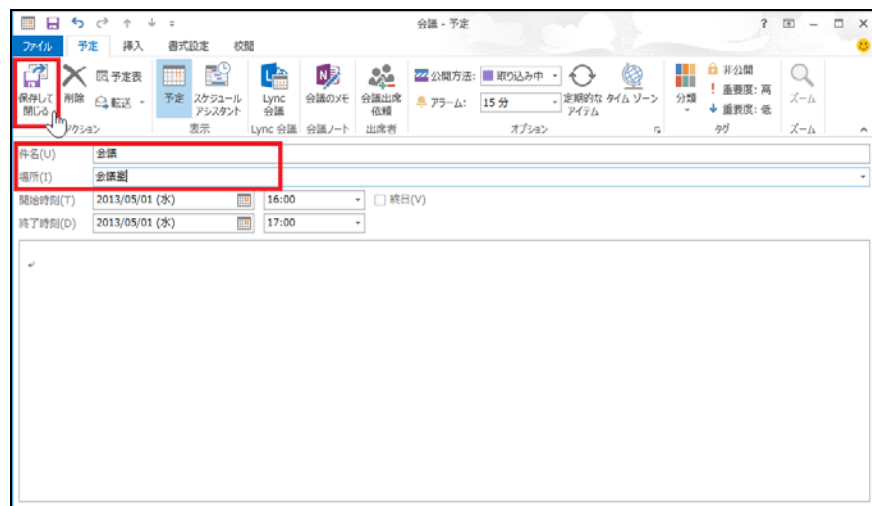 会議 - 予定
ファイル 予定 挿入 書式設定 校閲
保存して閉じる 削除 予定表 転送 予定 スケジュール アシスタント Lync 会議 会議のメモ 会議出席依頼 公開方法: 取り込み中 アラーム: 15 分 定期的なアイテム タイム ゾーン 分類 非公開 重要度: 高 重要度: 低 ズーム
クション 表示 Lync 会議 会議ノート 出席者 オプション タグ ズーム
件名(U) 会議
場所(I) 会議室
開始時刻(T) 2013/05/01 (水) 16:00 終日(V)
終了時刻(D) 2013/05/01 (水) 17:00